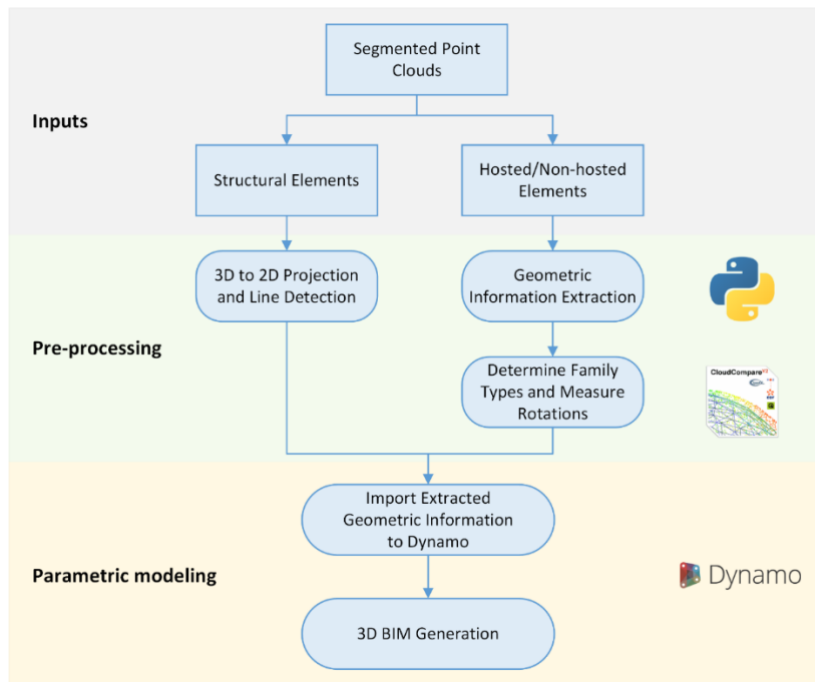 Segmented Point
Clouds
Inputs
Structural Elements
Hosted/Non-hosted
Elements
3D to 2D Projection
and Line Detection
Geometric
Information Extraction
Pre-processing
Determine Family
Types and Measure
Rotations
CloudCompare
Import Extracted
Geometric Information
to Dynamo
Parametric modeling
Dynamo
3D BIM Generation